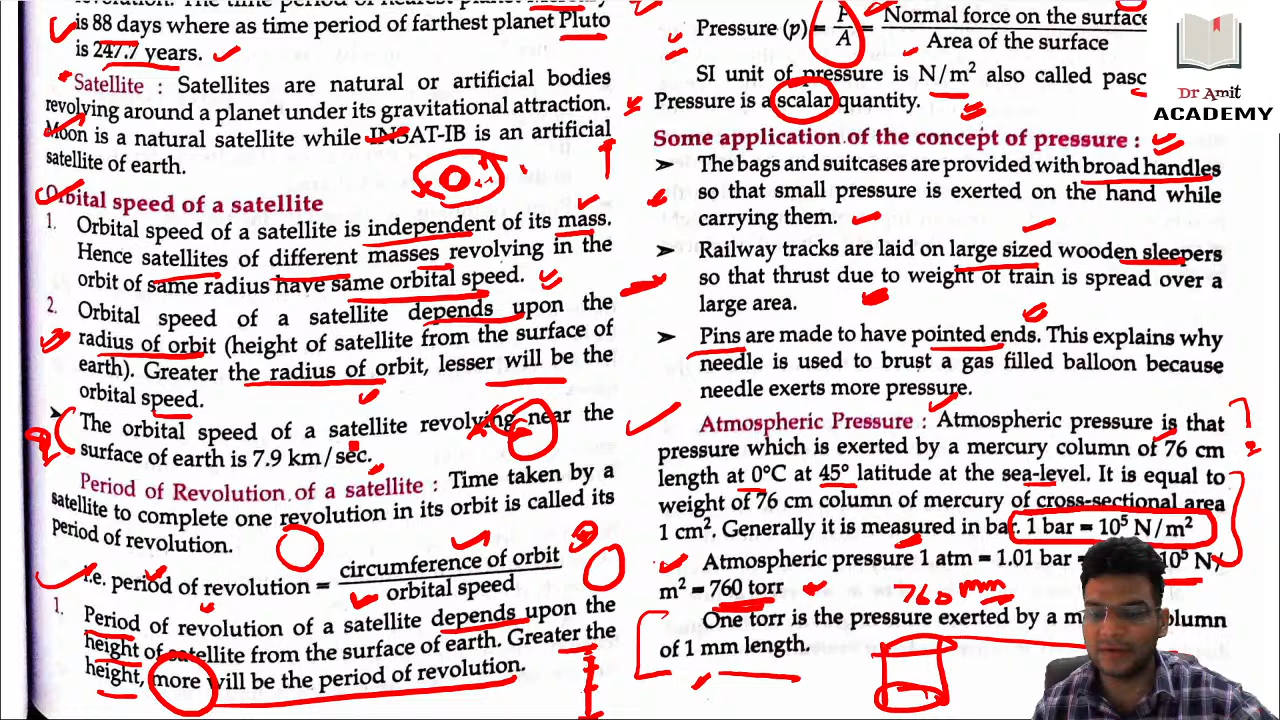 is 88 days where as time period of farthest planet Pluto
is 247.7 years.
Satellite : Satellites are natural or artificial bodies
revolving around a planet under its gravitational attraction.
Moon is a natural satellite while INSAT-IB is an artificial
satellite of earth.
Orbital speed of a satellite
1. Orbital speed of a satellite is independent of its mass.
Hence satellites of different masses revolving in the
orbit of same radius have same orbital speed.
2. Orbital speed of a satellite depends upon the
radius of orbit (height of satellite from the surface of
earth). Greater the radius of orbit, lesser will be the
orbital speed.
➤ The orbital speed of a satellite revolving near the
surface of earth is 7.9 km/sec.
Period of Revolution of a satellite : Time taken by a
satellite to complete one revolution in its orbit is called its
period of revolution.
i.e. period of revolution = circumference of orbit
orbital speed
1. Period of revolution of a satellite depends upon the
height of satellite from the surface of earth. Greater the
height, more will be the period of revolution.
Pressure (p) = F/A = Normal force on the surface
Area of the surface
SI unit of pressure is N/m² also called pasc
Pressure is a scalar quantity.
Some application of the concept of pressure :
➤ The bags and suitcases are provided with broad handles
so that small pressure is exerted on the hand while
carrying them.
➤ Railway tracks are laid on large sized wooden sleepers
so that thrust due to weight of train is spread over a
large area.
➤ Pins are made to have pointed ends. This explains why
needle is used to brust a gas filled balloon because
needle exerts more pressure.
Atmospheric Pressure : Atmospheric pressure is that
pressure which is exerted by a mercury column of 76 cm
length at 0°C at 45° latitude at the sea-level. It is equal to
weight of 76 cm column of mercury of cross-sectional area
1 cm². Generally it is measured in bar. 1 bar = 10⁵ N/m²
Atmospheric pressure 1 atm = 1.01 bar = 10⁵ N/
m² = 760 torr
760 mm
One torr is the pressure exerted by a m olumn
of 1 mm length.
Dr Amit
ACADEMY